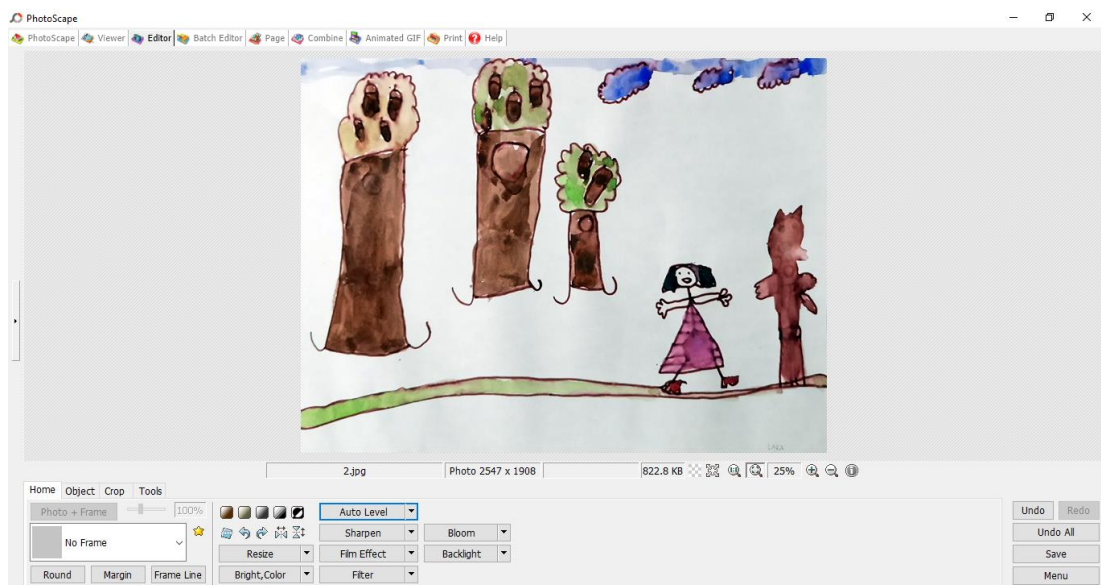 PhotoScape
PhotoScape Viewer Editor Batch Editor Page Combine Animated GIF Print Help
2.jpg Photo 2547 x 1908 822.8 KB 25%
Home Object Crop Tools
Photo + Frame 100% Auto Level Undo Redo
No Frame Sharpen Bloom Undo All
Resize Film Effect Backlight Save
Round Margin Frame Line Bright,Color Filter Menu